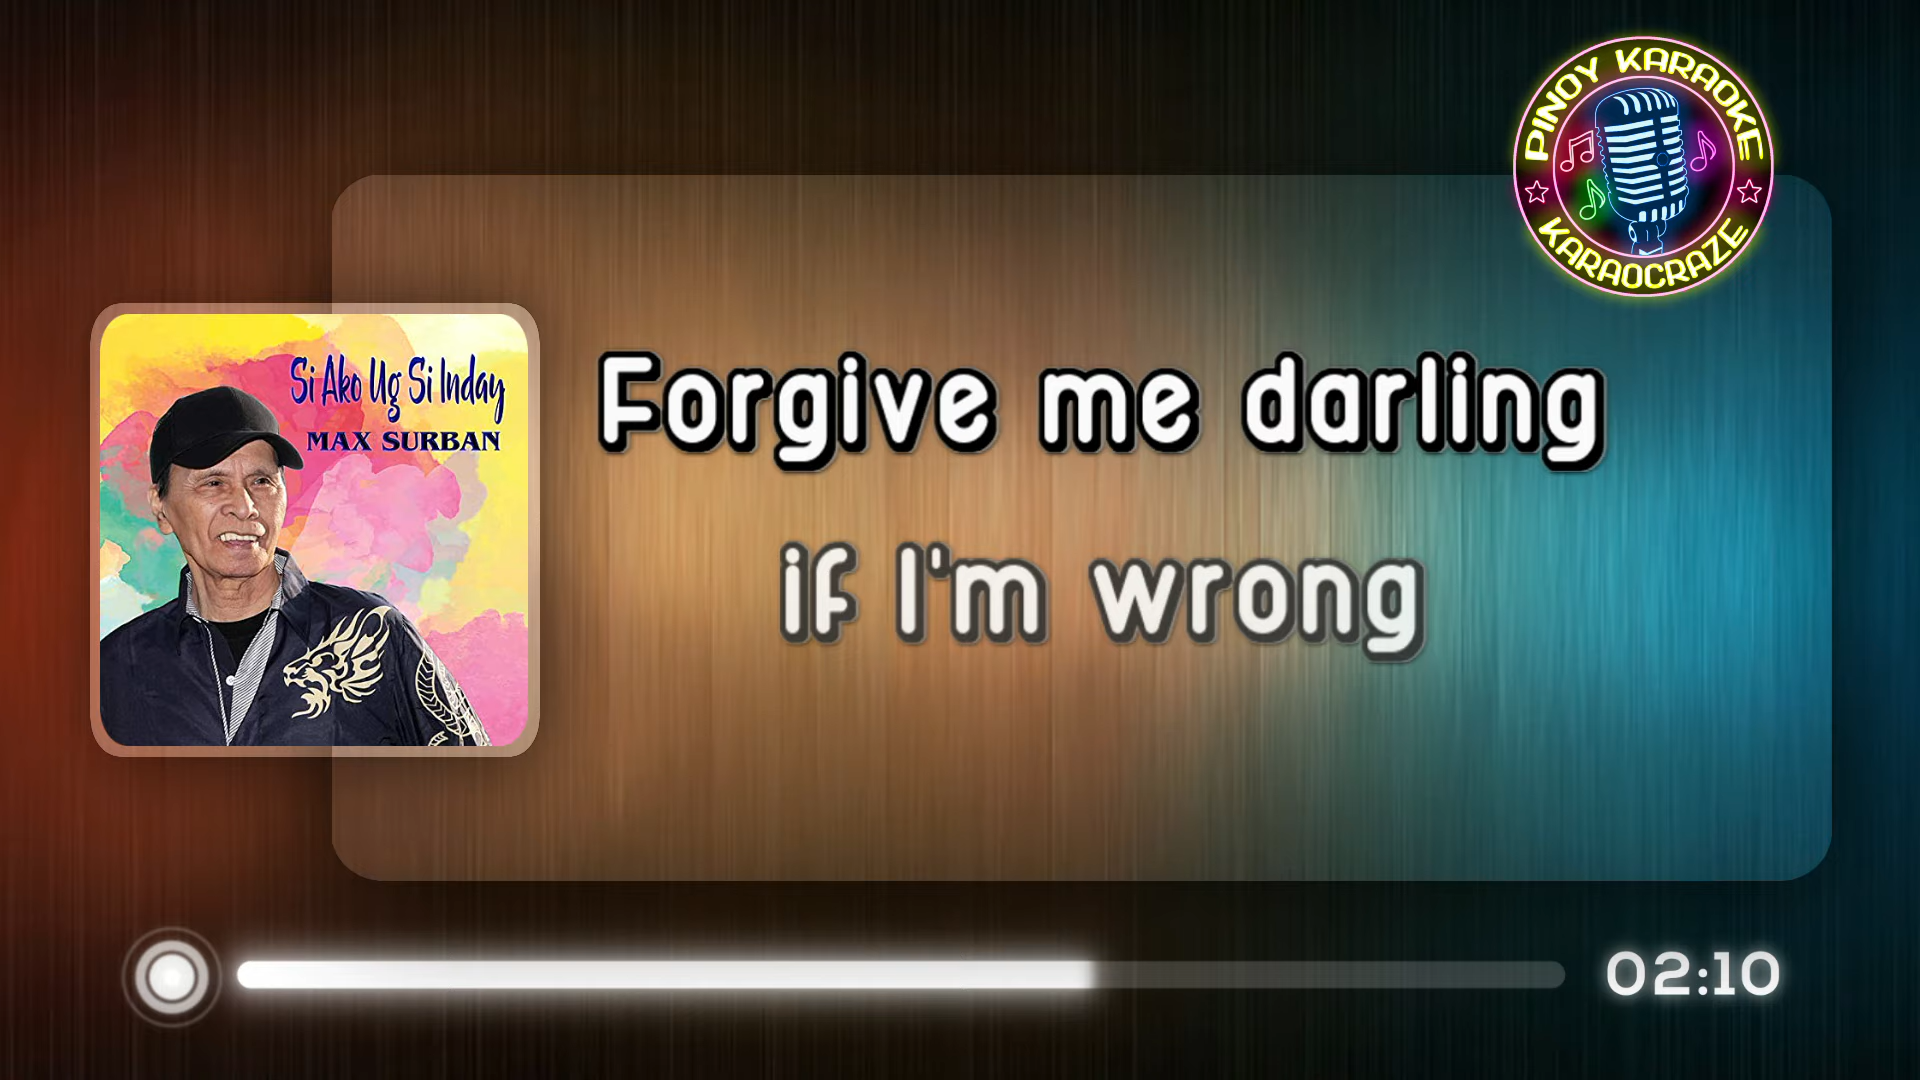 PINOY KARAOKE
KARAOCRAZE
Si Ako Ug Si Inday
MAX SURBAN
Forgive me darling
if I'm wrong
02:10